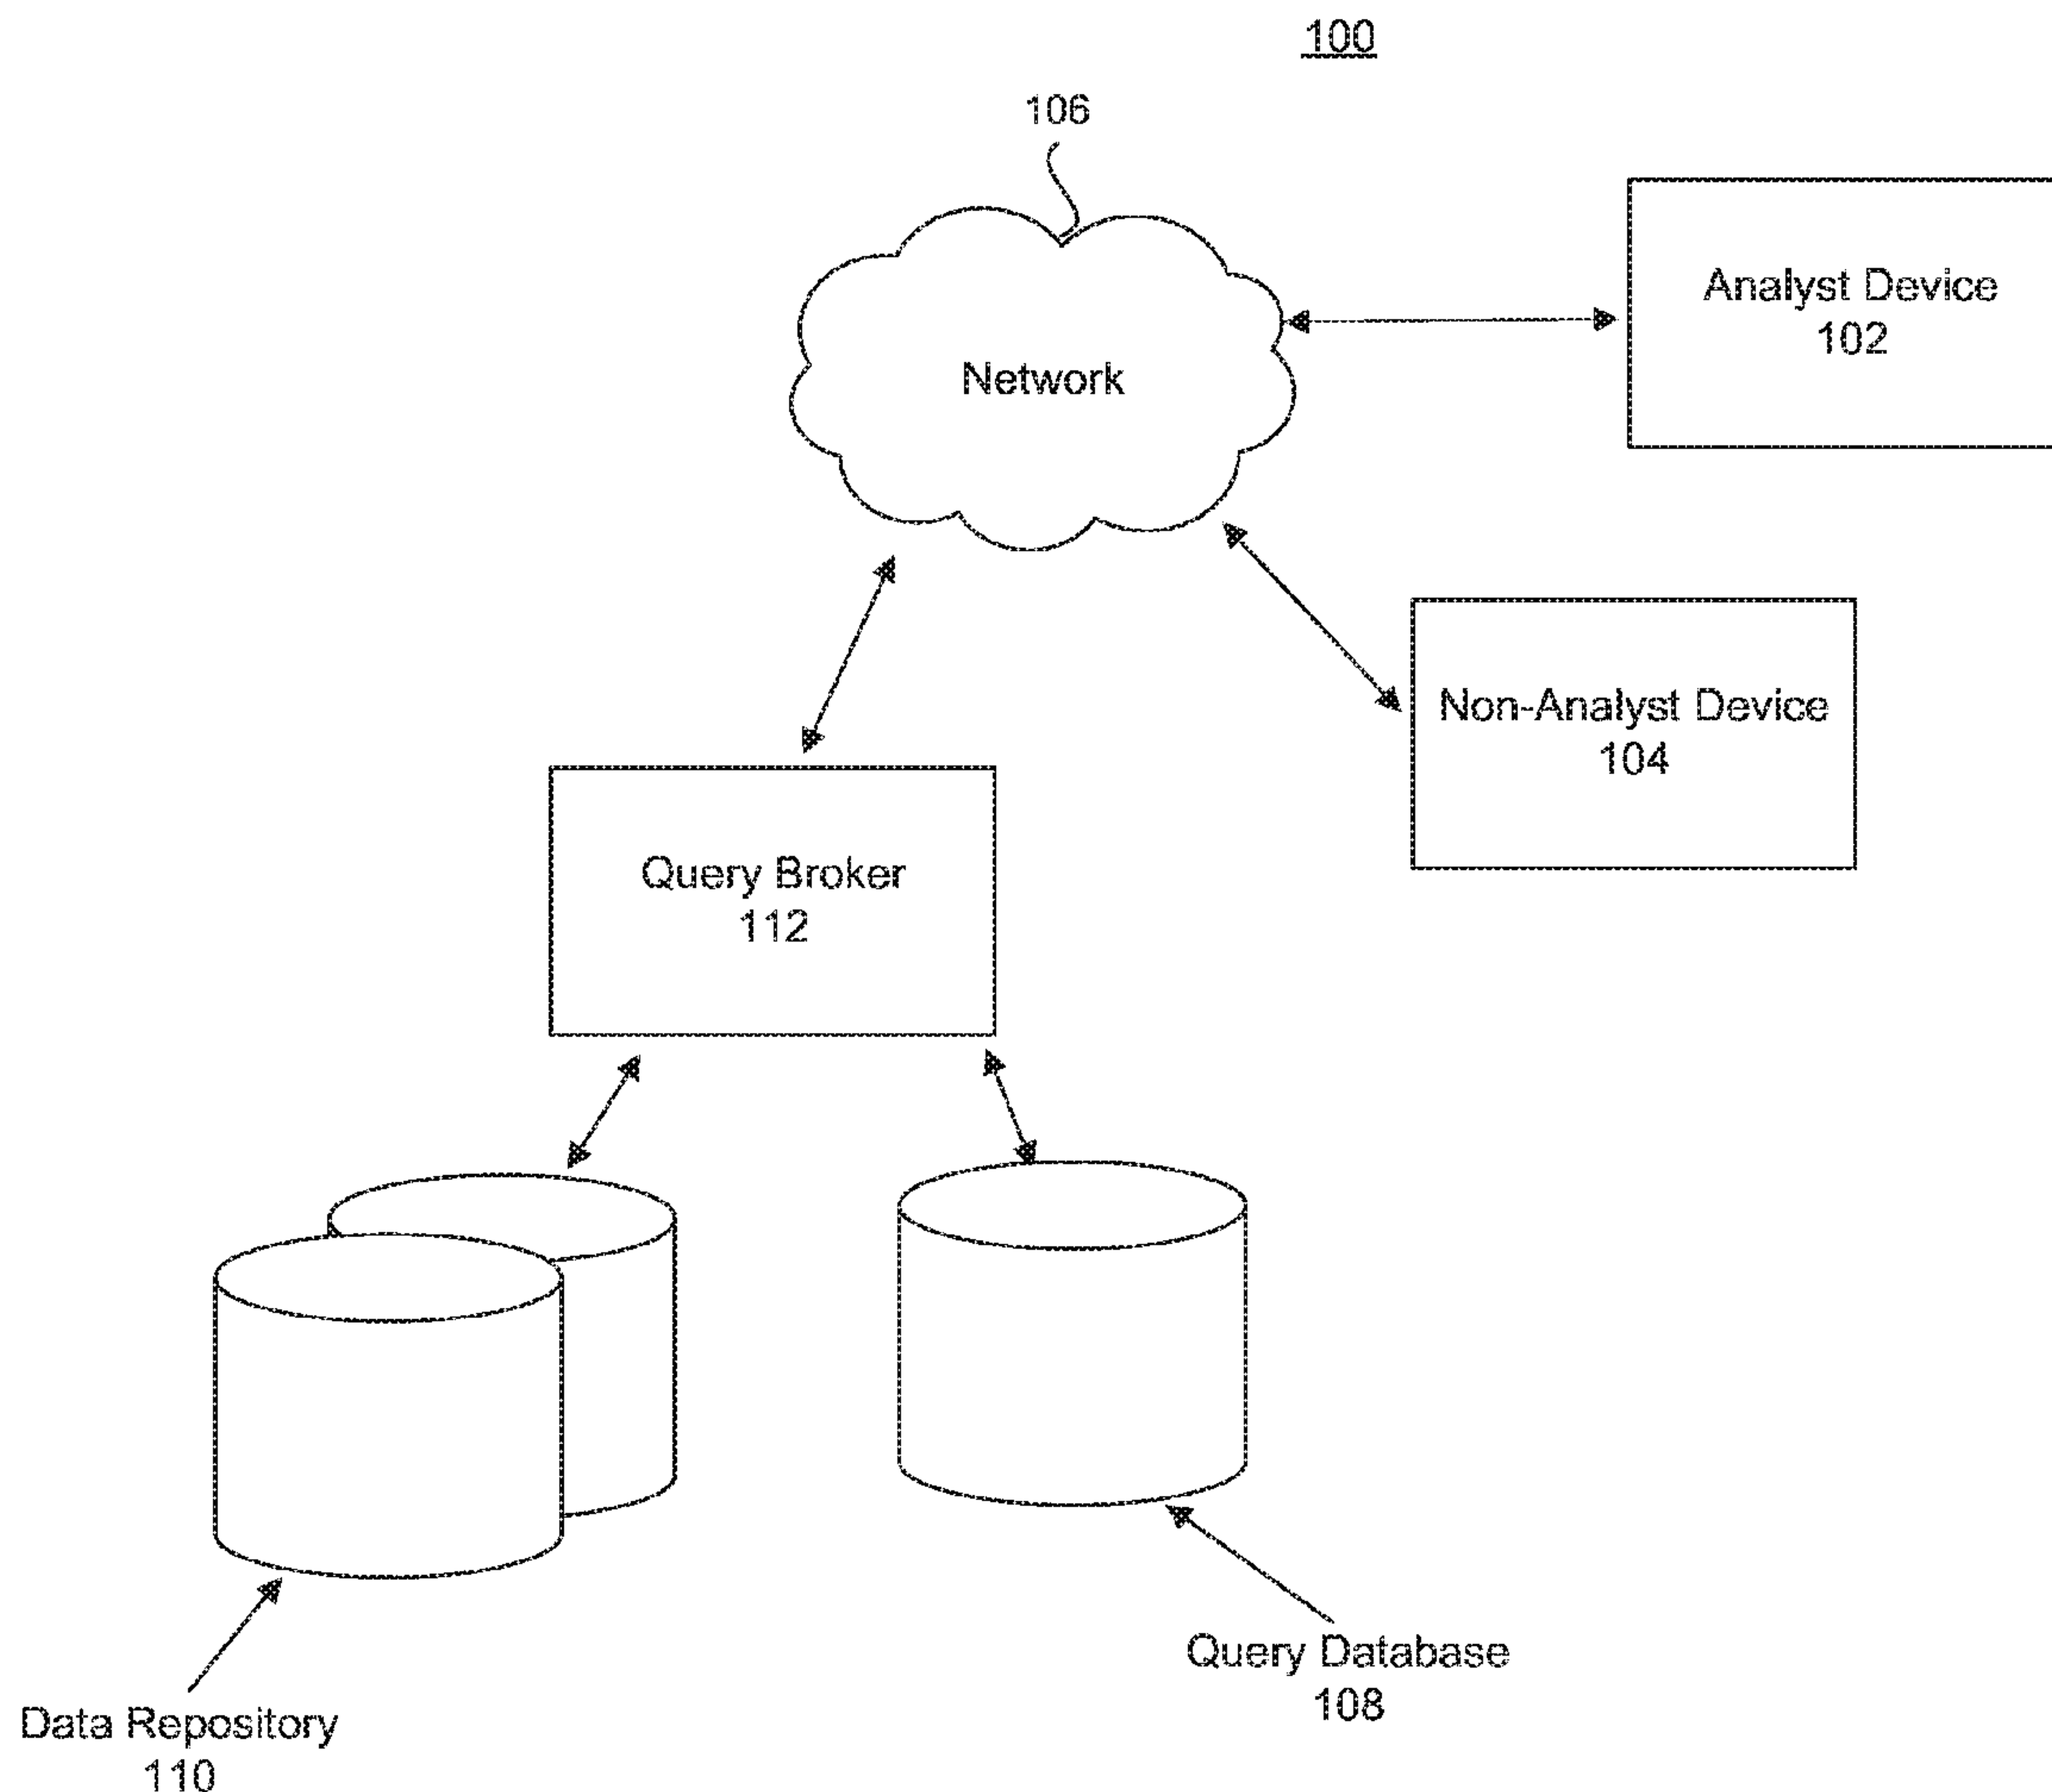 100
106
Analyst Device
102
Network
Non-Analyst Device
104
Query Broker
112
Query Database
108
Data Repository
110